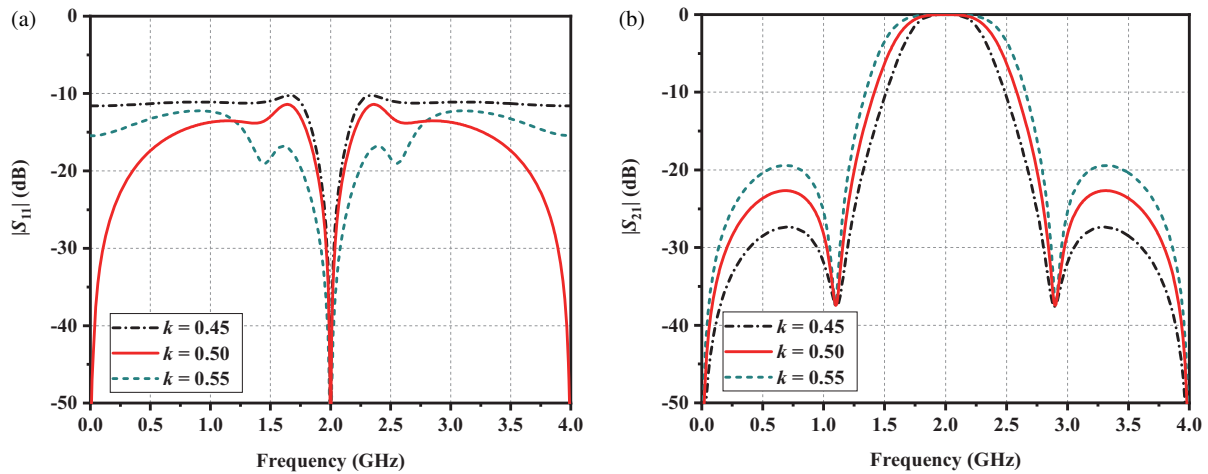 (a)
0
-10
-20
-30
-40
-50
|S11| (dB)
k = 0.45
k = 0.50
k = 0.55
0.0 0.5 1.0 1.5 2.0 2.5 3.0 3.5 4.0
Frequency (GHz)
(b)
0
-10
-20
-30
-40
-50
|S21| (dB)
k = 0.45
k = 0.50
k = 0.55
0.0 0.5 1.0 1.5 2.0 2.5 3.0 3.5 4.0
Frequency (GHz)